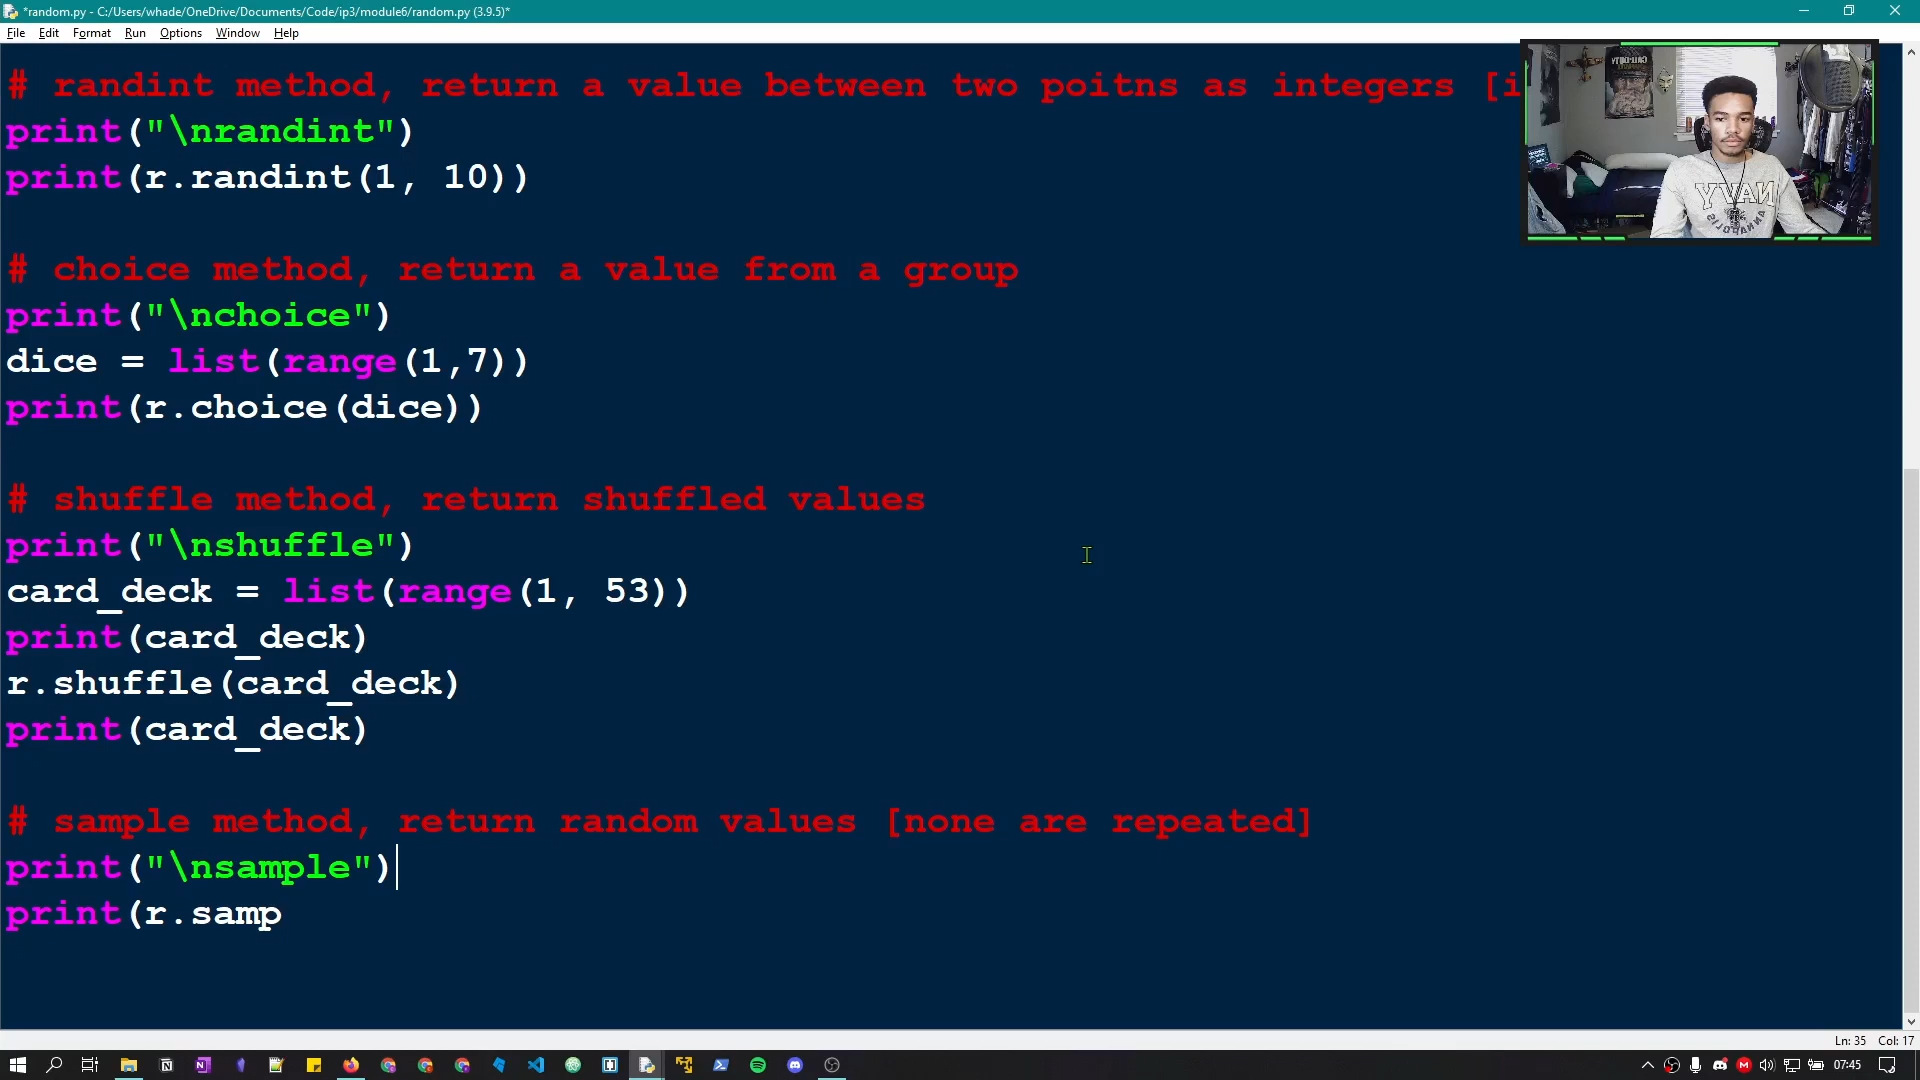 *random.py - C:/Users/whade/OneDrive/Documents/Code/ip3/module6/random.py (3.9.5)*
File Edit Format Run Options Window Help
# randint method, return a value between two poitns as integers [i
print("\nrandint")
print(r.randint(1, 10))
# choice method, return a value from a group
print("\nchoice")
dice = list(range(1,7))
print(r.choice(dice))
# shuffle method, return shuffled values
print("\nshuffle")
card_deck = list(range(1, 53))
print(card_deck)
r.shuffle(card_deck)
print(card_deck)
# sample method, return random values [none are repeated]
print("\nsample")
print(r.samp
NAVY
ANNAPOLIS
Ln: 35 Col: 17
07:45